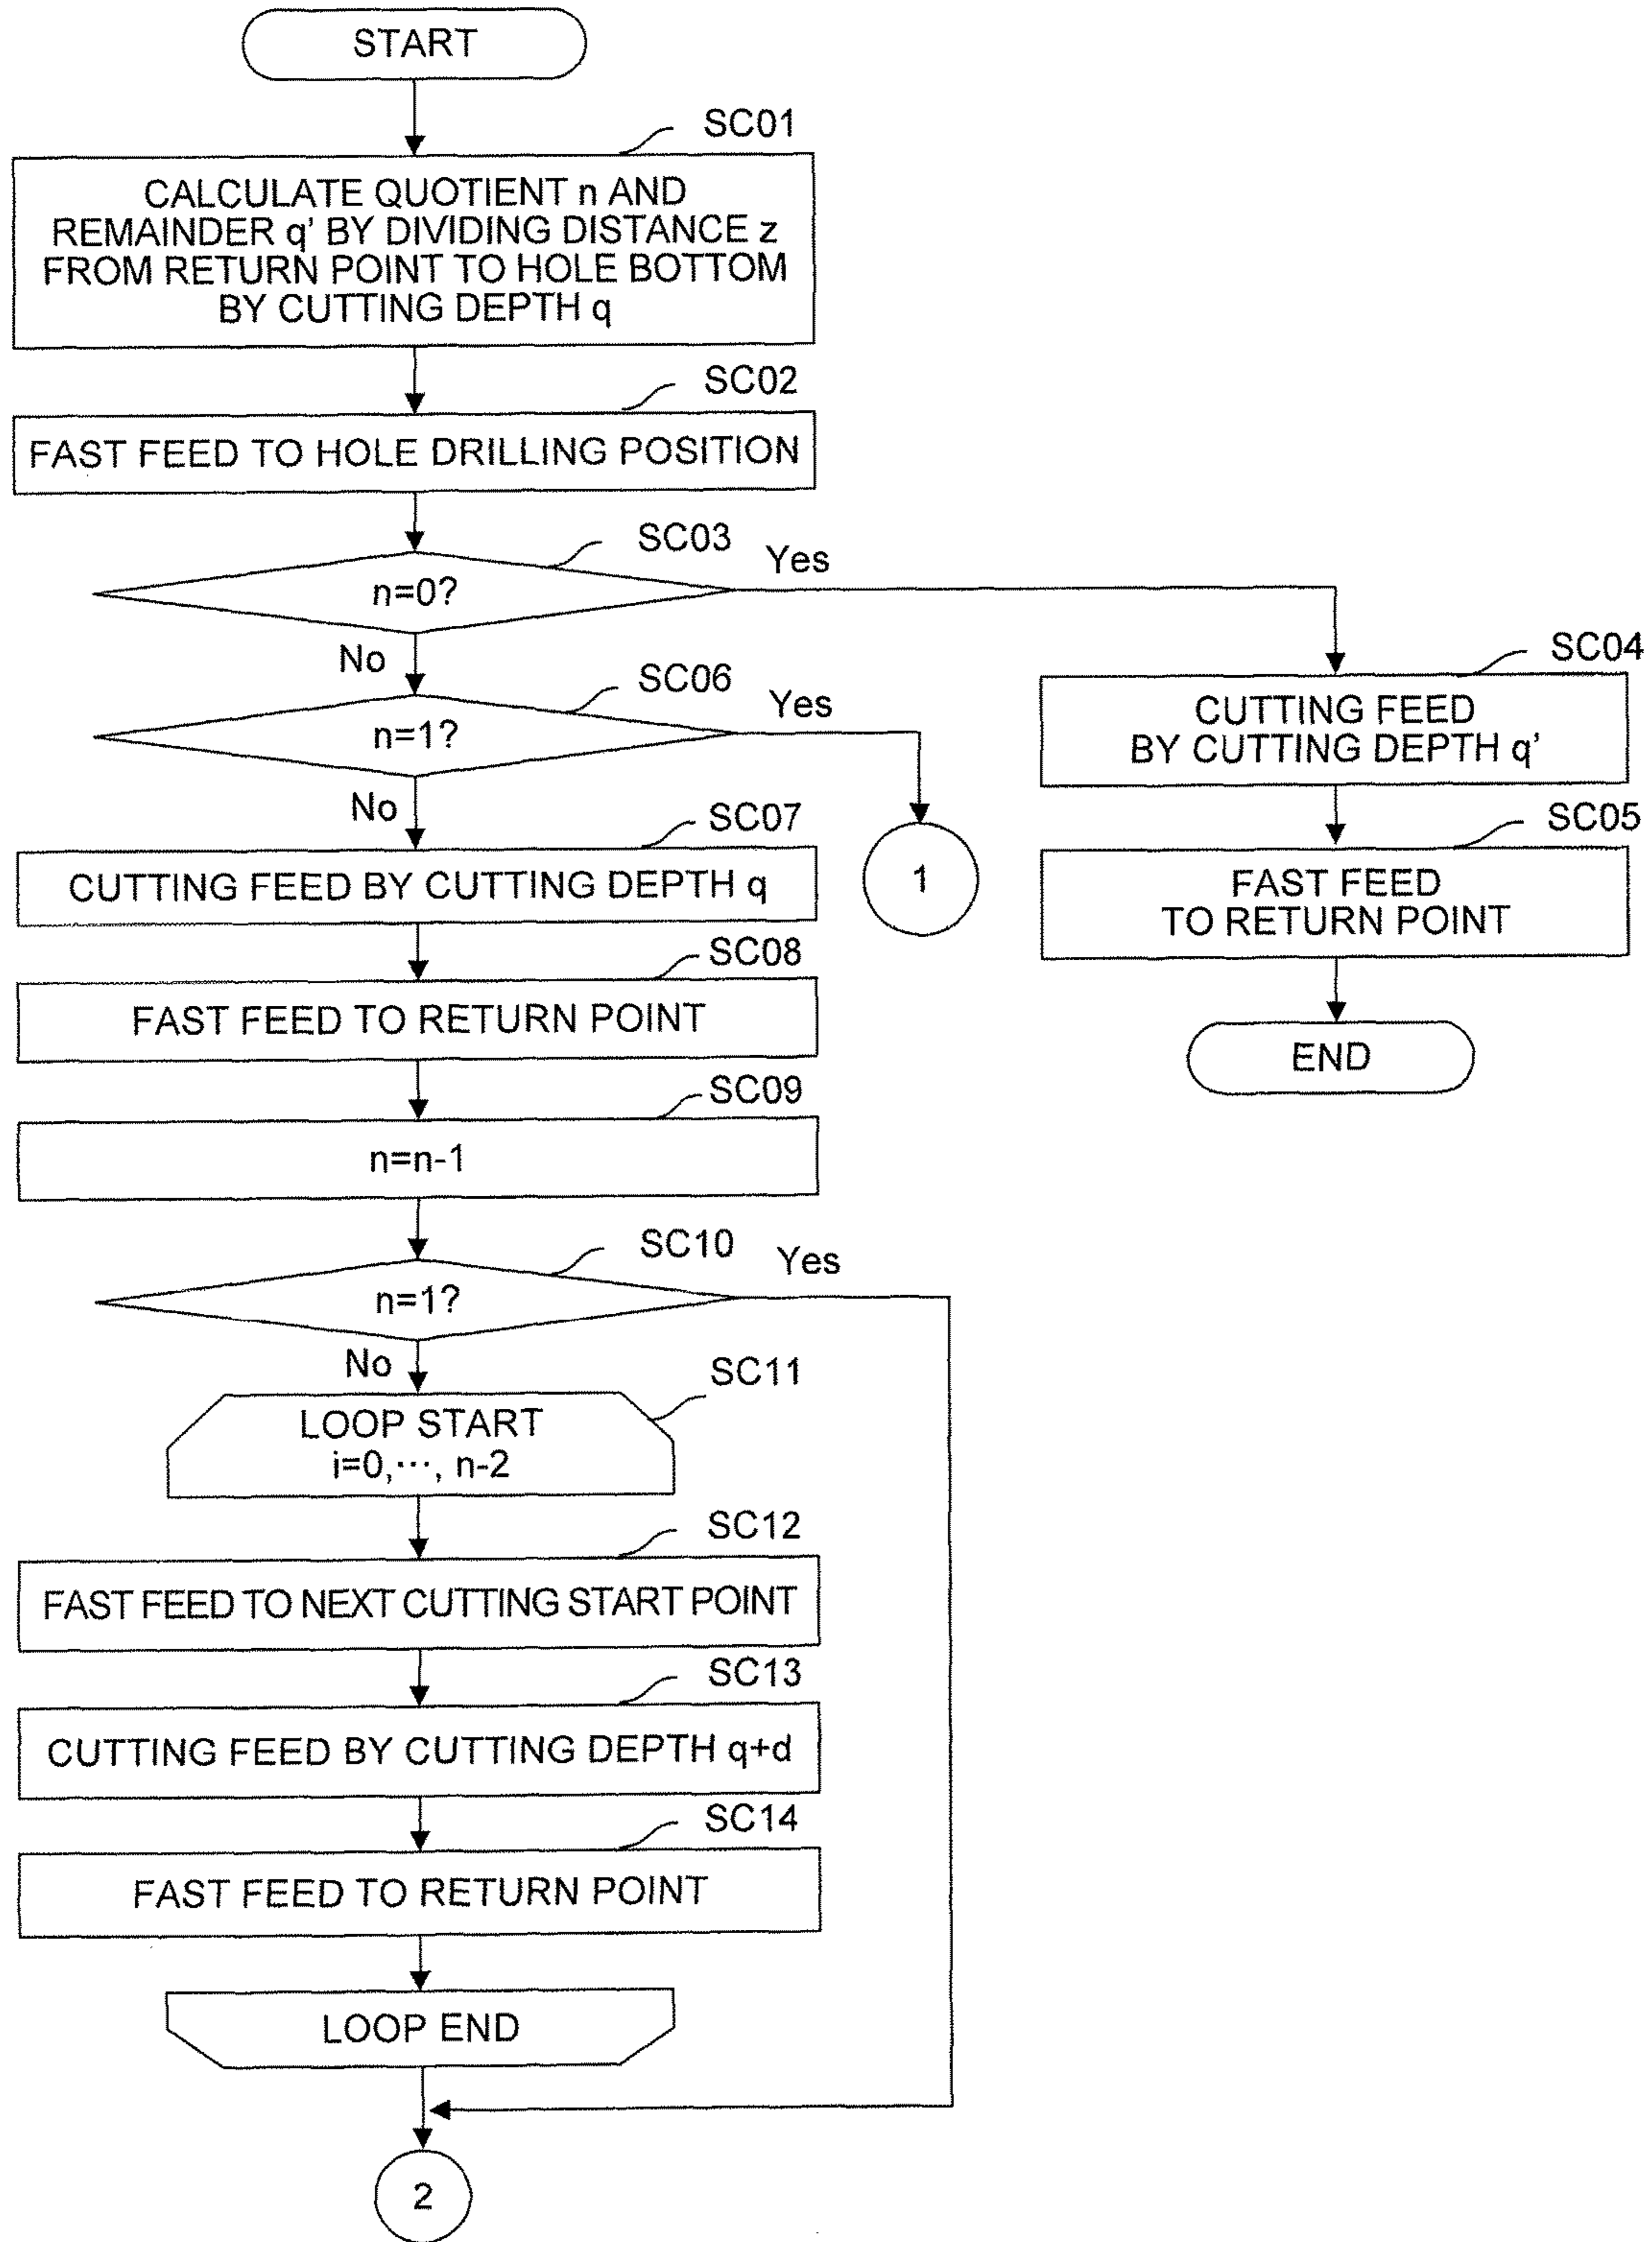 START
SC01
CALCULATE QUOTIENT n AND
REMAINDER q' BY DIVIDING DISTANCE z
FROM RETURN POINT TO HOLE BOTTOM
BY CUTTING DEPTH q
SC02
FAST FEED TO HOLE DRILLING POSITION
SC03
Yes
n=0?
No
SC04
CUTTING FEED
BY CUTTING DEPTH q'
SC05
FAST FEED
TO RETURN POINT
END
SC06
Yes
n=1?
1
No
SC07
CUTTING FEED BY CUTTING DEPTH q
SC08
FAST FEED TO RETURN POINT
SC09
n=n-1
SC10
Yes
n=1?
No
SC11
LOOP START
i=0,⋯, n-2
SC12
FAST FEED TO NEXT CUTTING START POINT
SC13
CUTTING FEED BY CUTTING DEPTH q+d
SC14
FAST FEED TO RETURN POINT
LOOP END
2